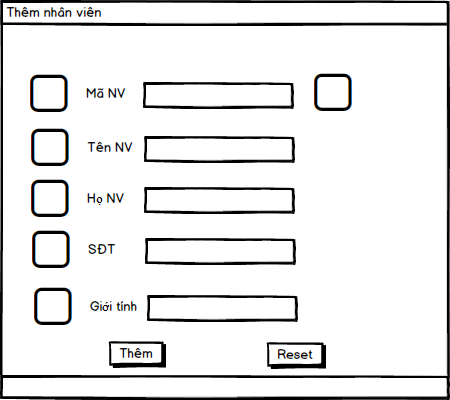 Thêm nhân viên
Mã NV
Tên NV
Họ NV
SĐT
Giới tính
Thêm
Reset